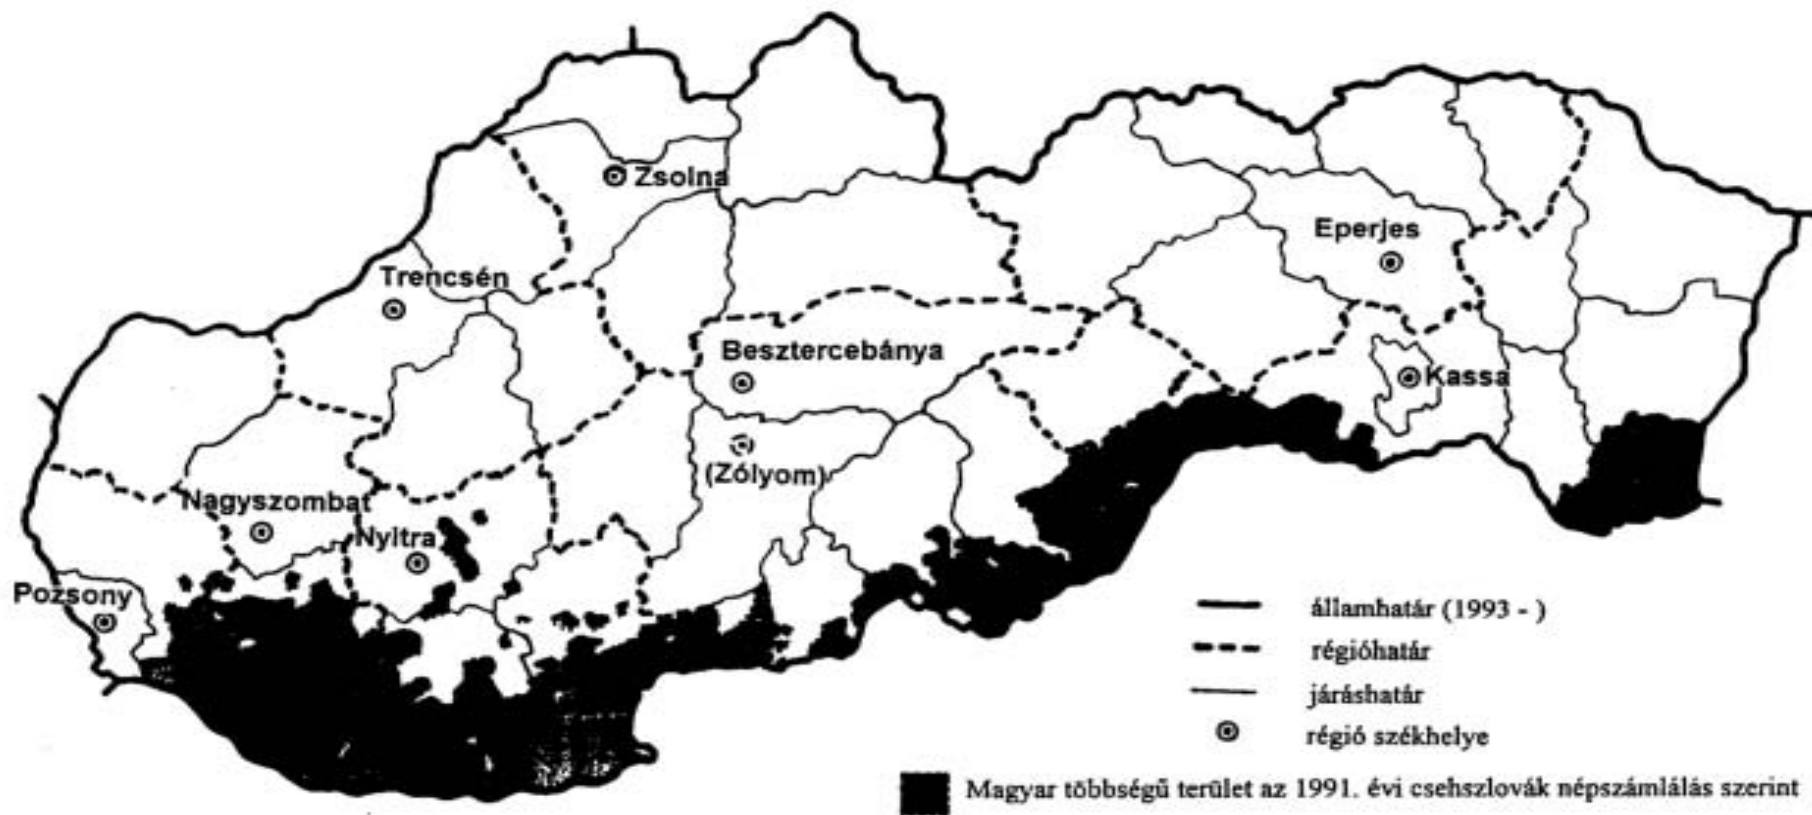 Zsolna
Eperjes
Trencsén
Besztercebánya
Kassa
(Zólyom)
Nagyszombat
Nyitra
Pozsony
államhatár (1993 - )
régióhatár
járáshatár
régió székhelye
Magyar többségű terület az 1991. évi csehszlovák népszámlálás szerint